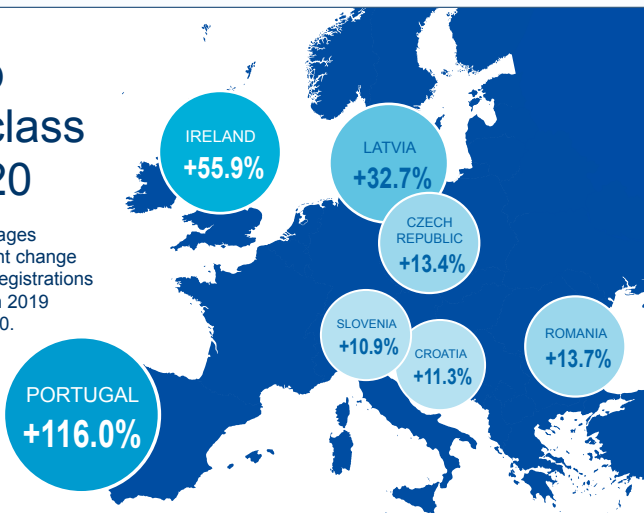 class
20
ages
nt change
registrations
2019
0.
IRELAND
+55.9%
LATVIA
+32.7%
CZECH
REPUBLIC
+13.4%
SLOVENIA
+10.9%
CROATIA
+11.3%
ROMANIA
+13.7%
PORTUGAL
+116.0%